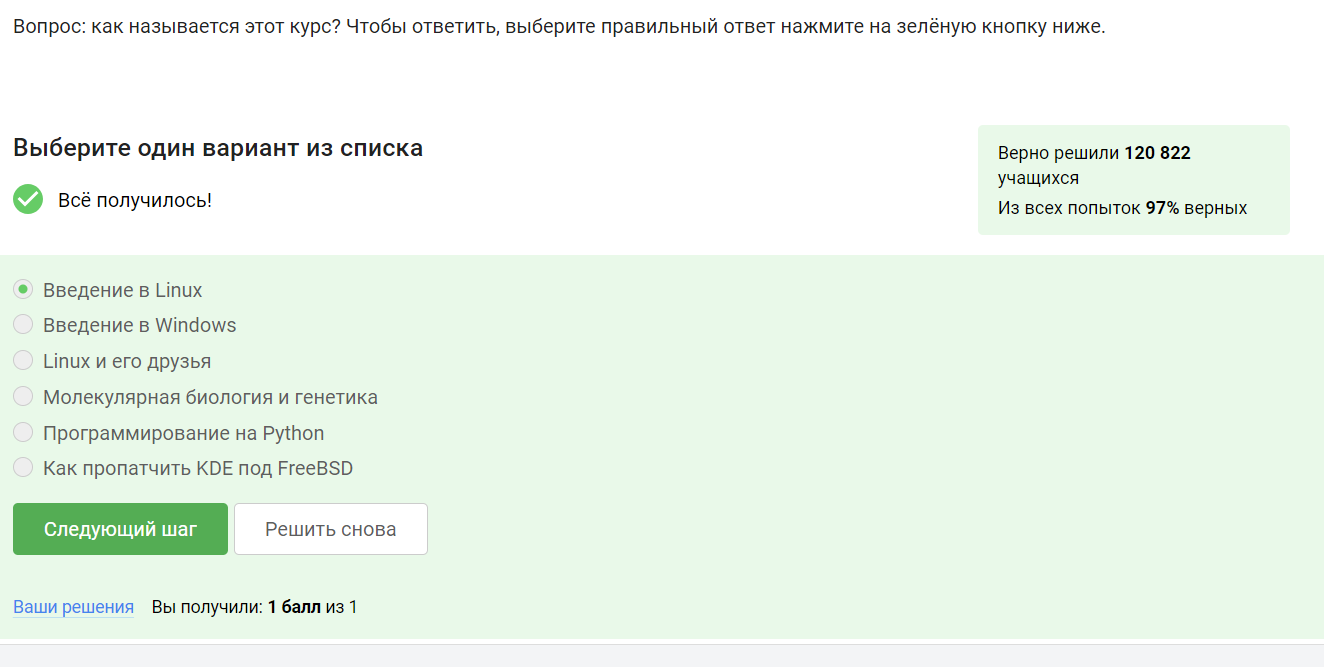 Вопрос: как называется этот курс? Чтобы ответить, выберите правильный ответ нажмите на зелёную кнопку ниже.
Выберите один вариант из списка
Всё получилось!
Верно решили 120 822
учащихся
Из всех попыток 97% верных
Введение в Linux
Введение в Windows
Linux и его друзья
Молекулярная биология и генетика
Программирование на Python
Как пропатчить KDE под FreeBSD
Следующий шаг
Решить снова
Ваши решения Вы получили: 1 балл из 1